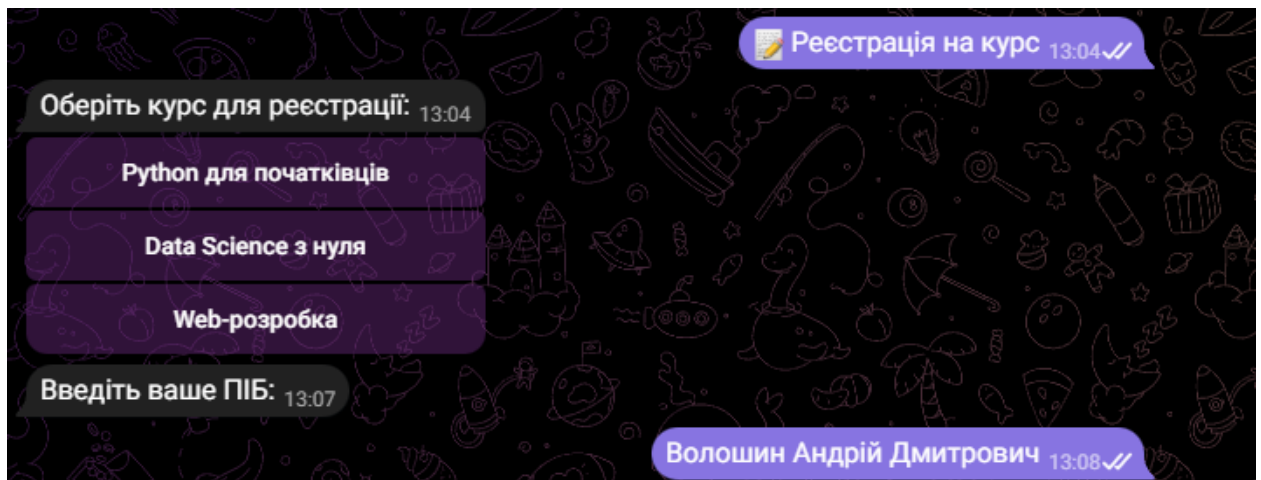 📝 Реєстрація на курс 13:04
Оберіть курс для реєстрації: 13:04
Python для початківців
Data Science з нуля
Web-розробка
Введіть ваше ПІБ: 13:07
Волошин Андрій Дмитрович 13:08